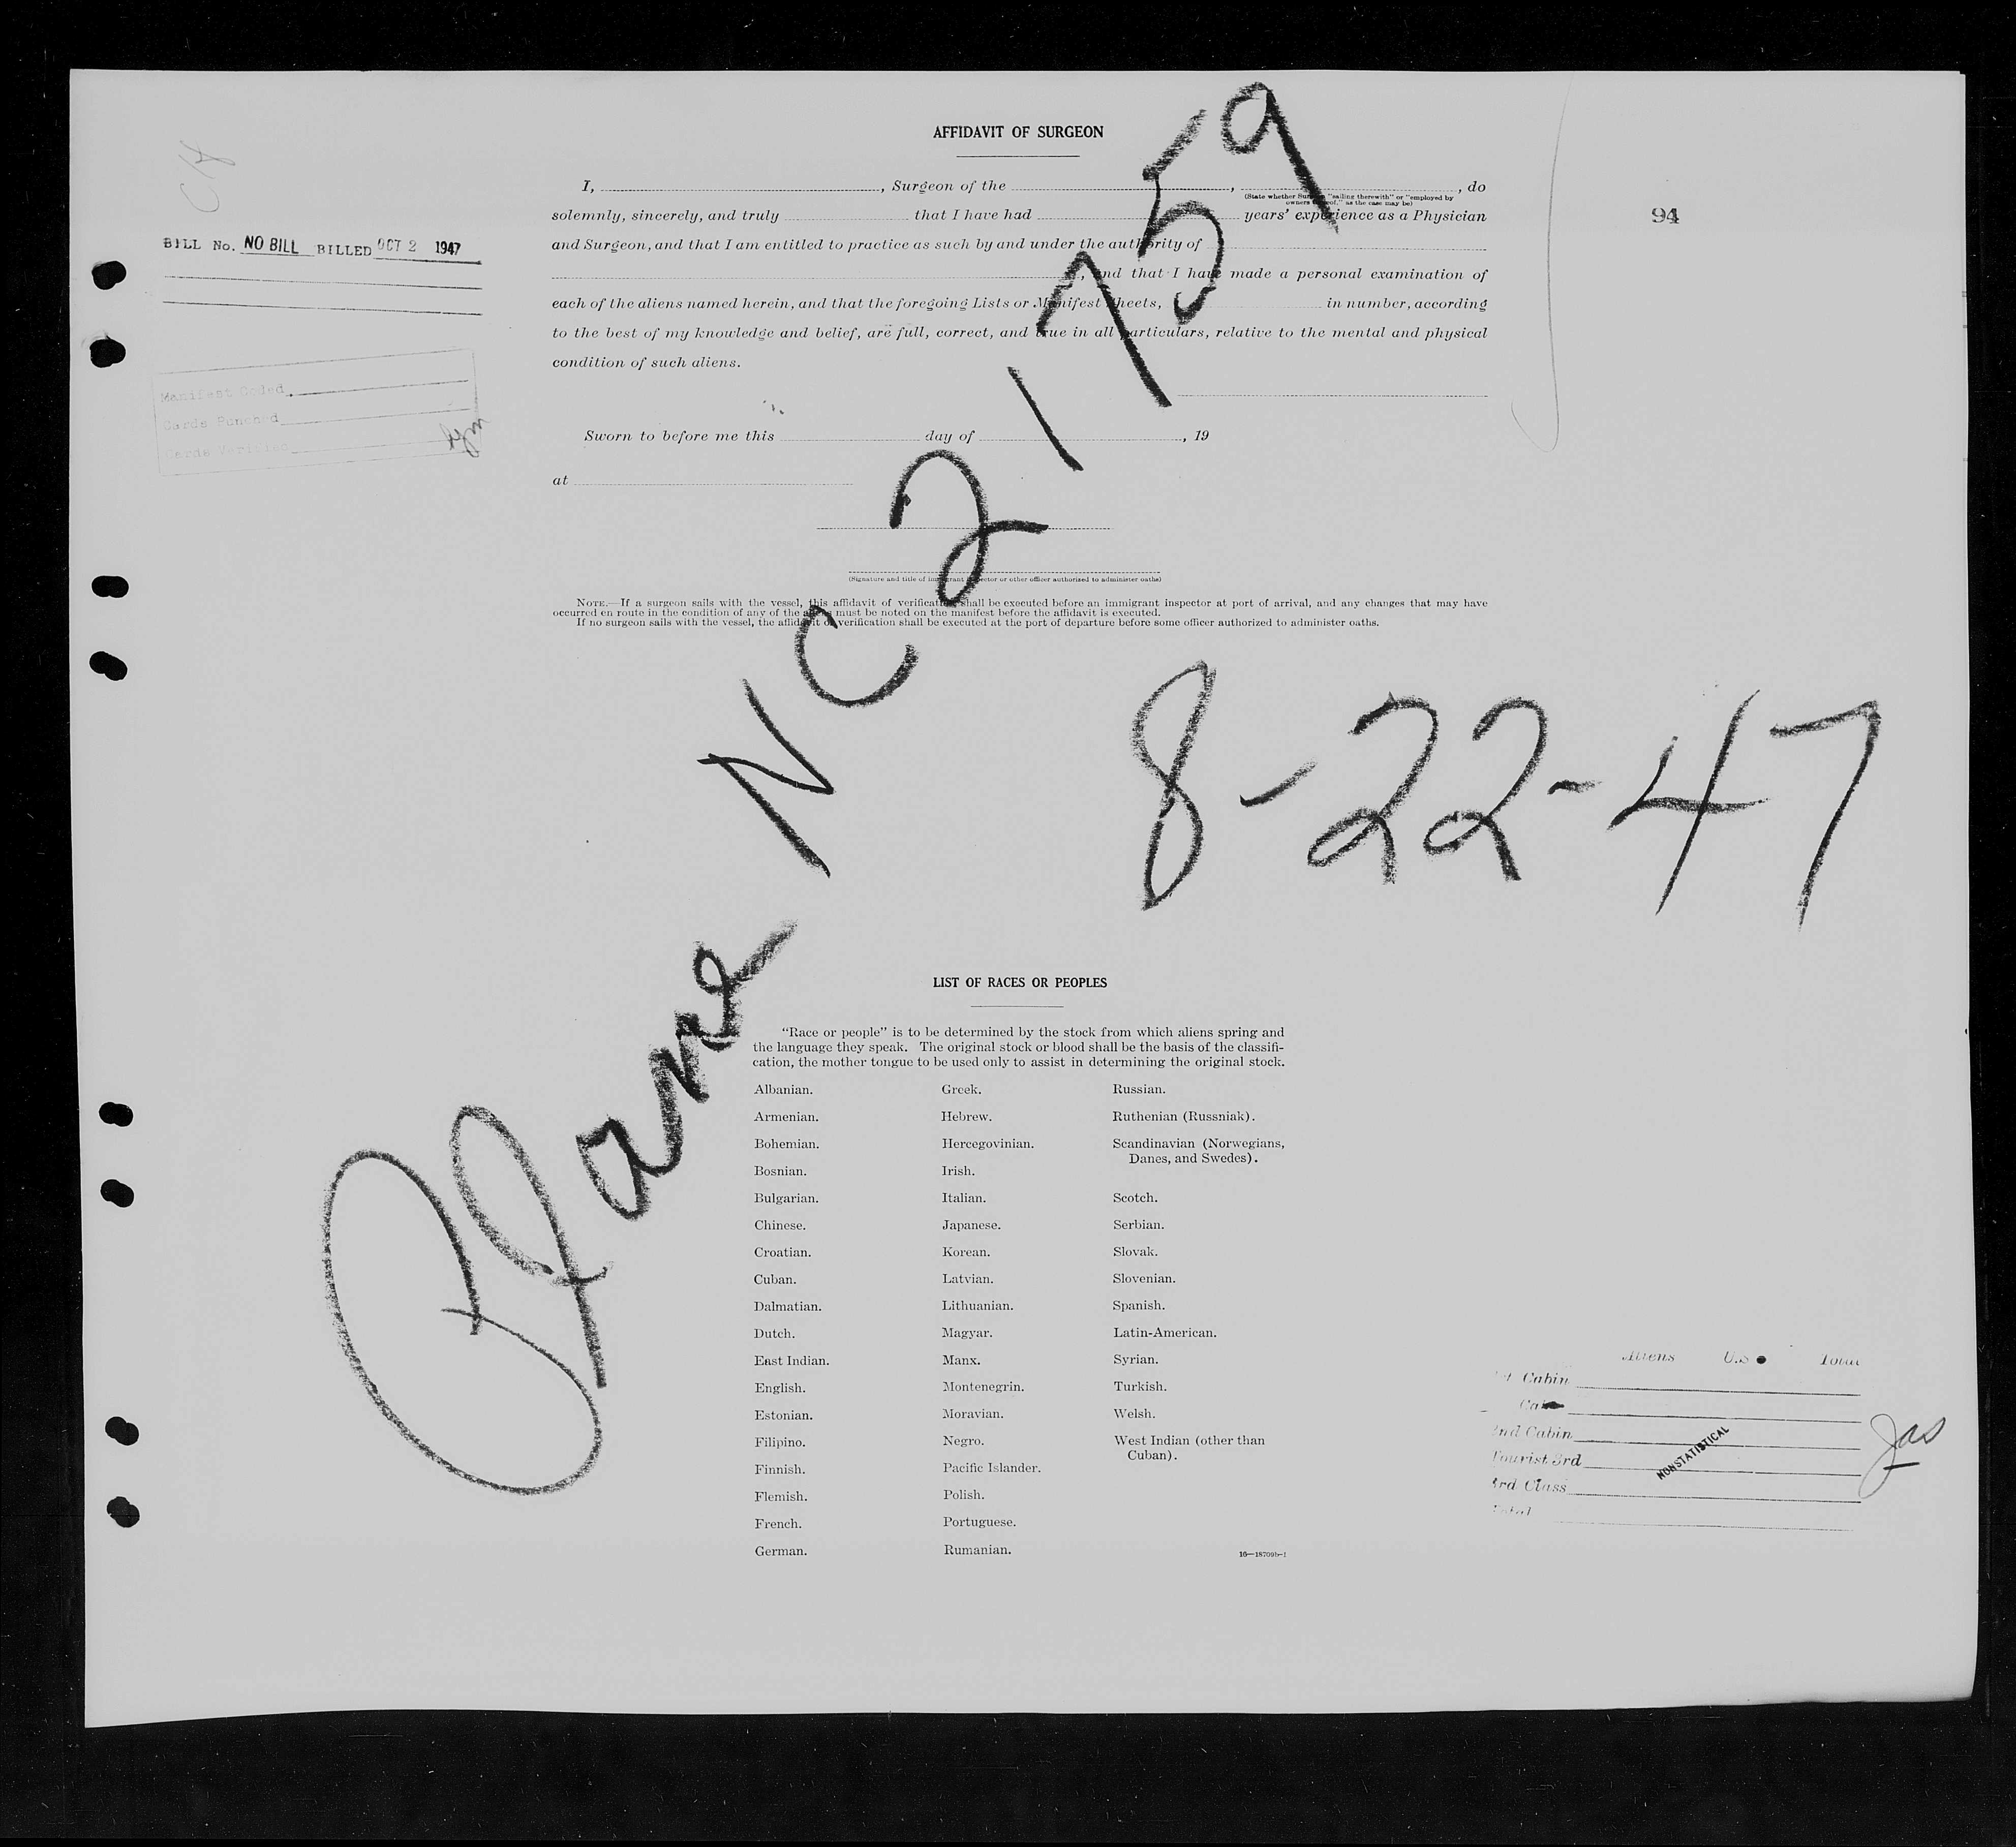 AFFIDAVIT OF SURGEON
I, , Surgeon of the , , do
(State whether Surgeon "sailing therewith" or "employed by
owners thereof," as the case may be)
solemnly, sincerely, and truly that I have had years' experience as a Physician
and Surgeon, and that I am entitled to practice as such by and under the authority of
, and that I have made a personal examination of
each of the aliens named herein, and that the foregoing Lists or Manifest Sheets, in number, according
to the best of my knowledge and belief, are full, correct, and true in all particulars, relative to the mental and physical
condition of such aliens.
Sworn to before me this day of , 19
at
(Signature and title of immigrant inspector or other officer authorized to administer oaths)
NOTE.—If a surgeon sails with the vessel, this affidavit of verification shall be executed before an immigrant inspector at port of arrival, and any changes that may have
occurred en route in the condition of any of the aliens must be noted on the manifest before the affidavit is executed.
If no surgeon sails with the vessel, the affidavit of verification shall be executed at the port of departure before some officer authorized to administer oaths.
94
BILL No. NO BILL BILLED OCT 2 1947
Manifest Coded
Cards Punched
Cards Verified
Plane NC 21759
8-22-47
LIST OF RACES OR PEOPLES
"Race or people" is to be determined by the stock from which aliens spring and
the language they speak. The original stock or blood shall be the basis of the classifi-
cation, the mother tongue to be used only to assist in determining the original stock.
Albanian.
Armenian.
Bohemian.
Bosnian.
Bulgarian.
Chinese.
Croatian.
Cuban.
Dalmatian.
Dutch.
East Indian.
English.
Estonian.
Filipino.
Finnish.
Flemish.
French.
German.
Greek.
Hebrew.
Hercegovinian.
Irish.
Italian.
Japanese.
Korean.
Latvian.
Lithuanian.
Magyar.
Manx.
Montenegrin.
Moravian.
Negro.
Pacific Islander.
Polish.
Portuguese.
Rumanian.
Russian.
Ruthenian (Russniak).
Scandinavian (Norwegians,
Danes, and Swedes).
Scotch.
Serbian.
Slovak.
Slovenian.
Spanish.
Latin-American.
Syrian.
Turkish.
Welsh.
West Indian (other than
Cuban).
16—18709b-1
Aliens U.S. Total
Cabin
2nd Cabin
Tourist 3rd
3rd Class
Total
NONSTATISTICAL
Jas